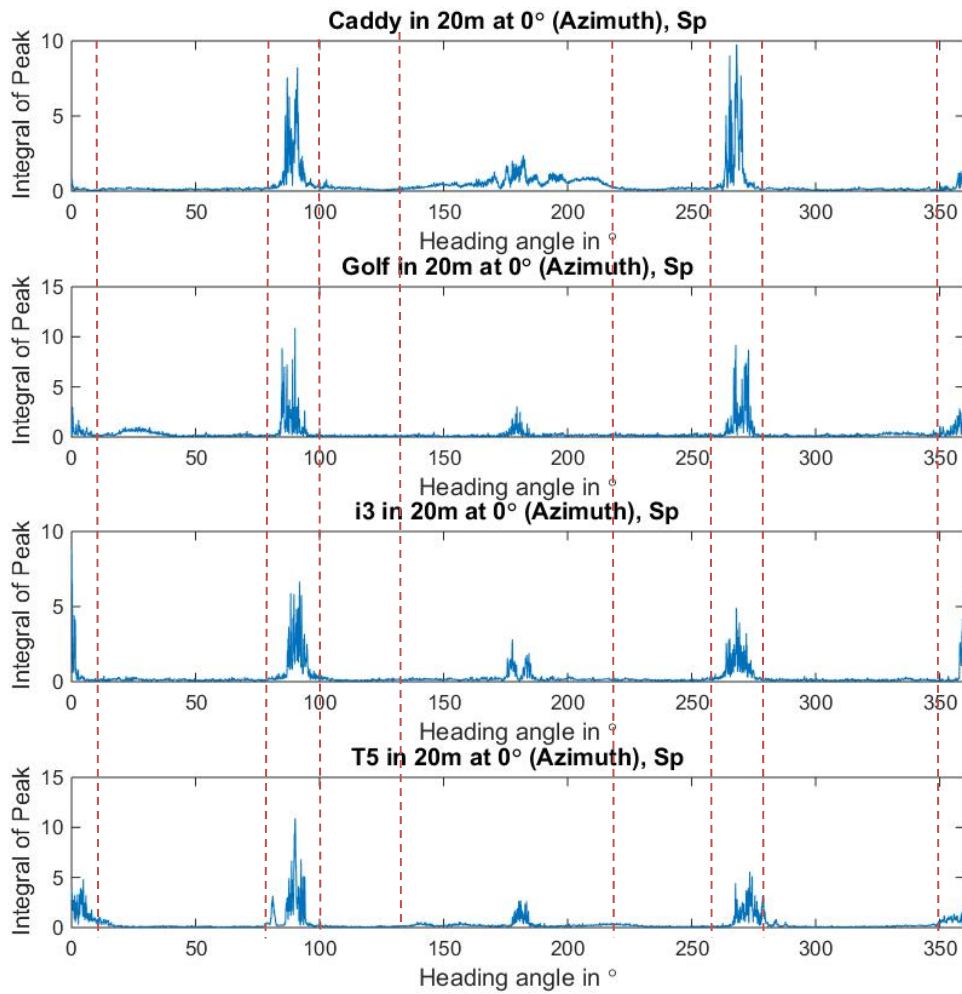 Caddy in 20m at 0° (Azimuth), Sp
Integral of Peak
10
5
0
0 50 100 150 200 250 300 350
Heading angle in °
Golf in 20m at 0° (Azimuth), Sp
Integral of Peak
15
10
5
0
0 50 100 150 200 250 300 350
Heading angle in °
i3 in 20m at 0° (Azimuth), Sp
Integral of Peak
10
5
0
0 50 100 150 200 250 300 350
Heading angle in °
T5 in 20m at 0° (Azimuth), Sp
Integral of Peak
15
10
5
0
0 50 100 150 200 250 300 350
Heading angle in °